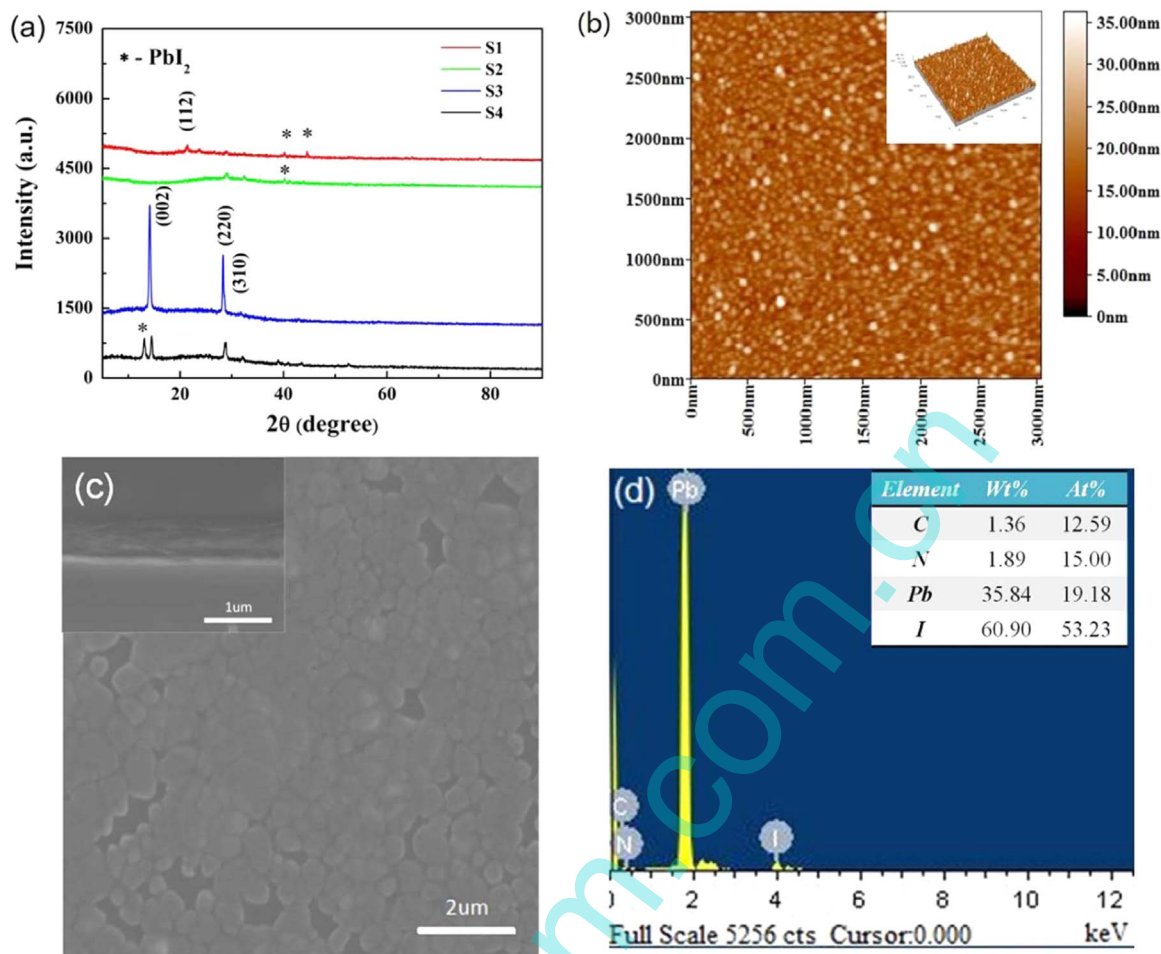 (a)
7500
6000
4500
3000
1500
0
Intensity (a.u.)
* - PbI2
S1
S2
S3
S4
(112)
*
*
*
(002)
(220)
(310)
*
20
40
60
80
2θ (degree)
(b)
3000nm
2500nm
2000nm
1500nm
1000nm
500nm
0nm
0nm
500nm
1000nm
1500nm
2000nm
2500nm
3000nm
35.00nm
30.00nm
25.00nm
20.00nm
15.00nm
10.00nm
5.00nm
0nm
(c)
1um
2um
(d)
Pb
C
N
I
Element Wt% At%
C 1.36 12.59
N 1.89 15.00
Pb 35.84 19.18
I 60.90 53.23
2 4 6 8 10 12
Full Scale 5256 cts Cursor:0.000 keV
m.com.cn